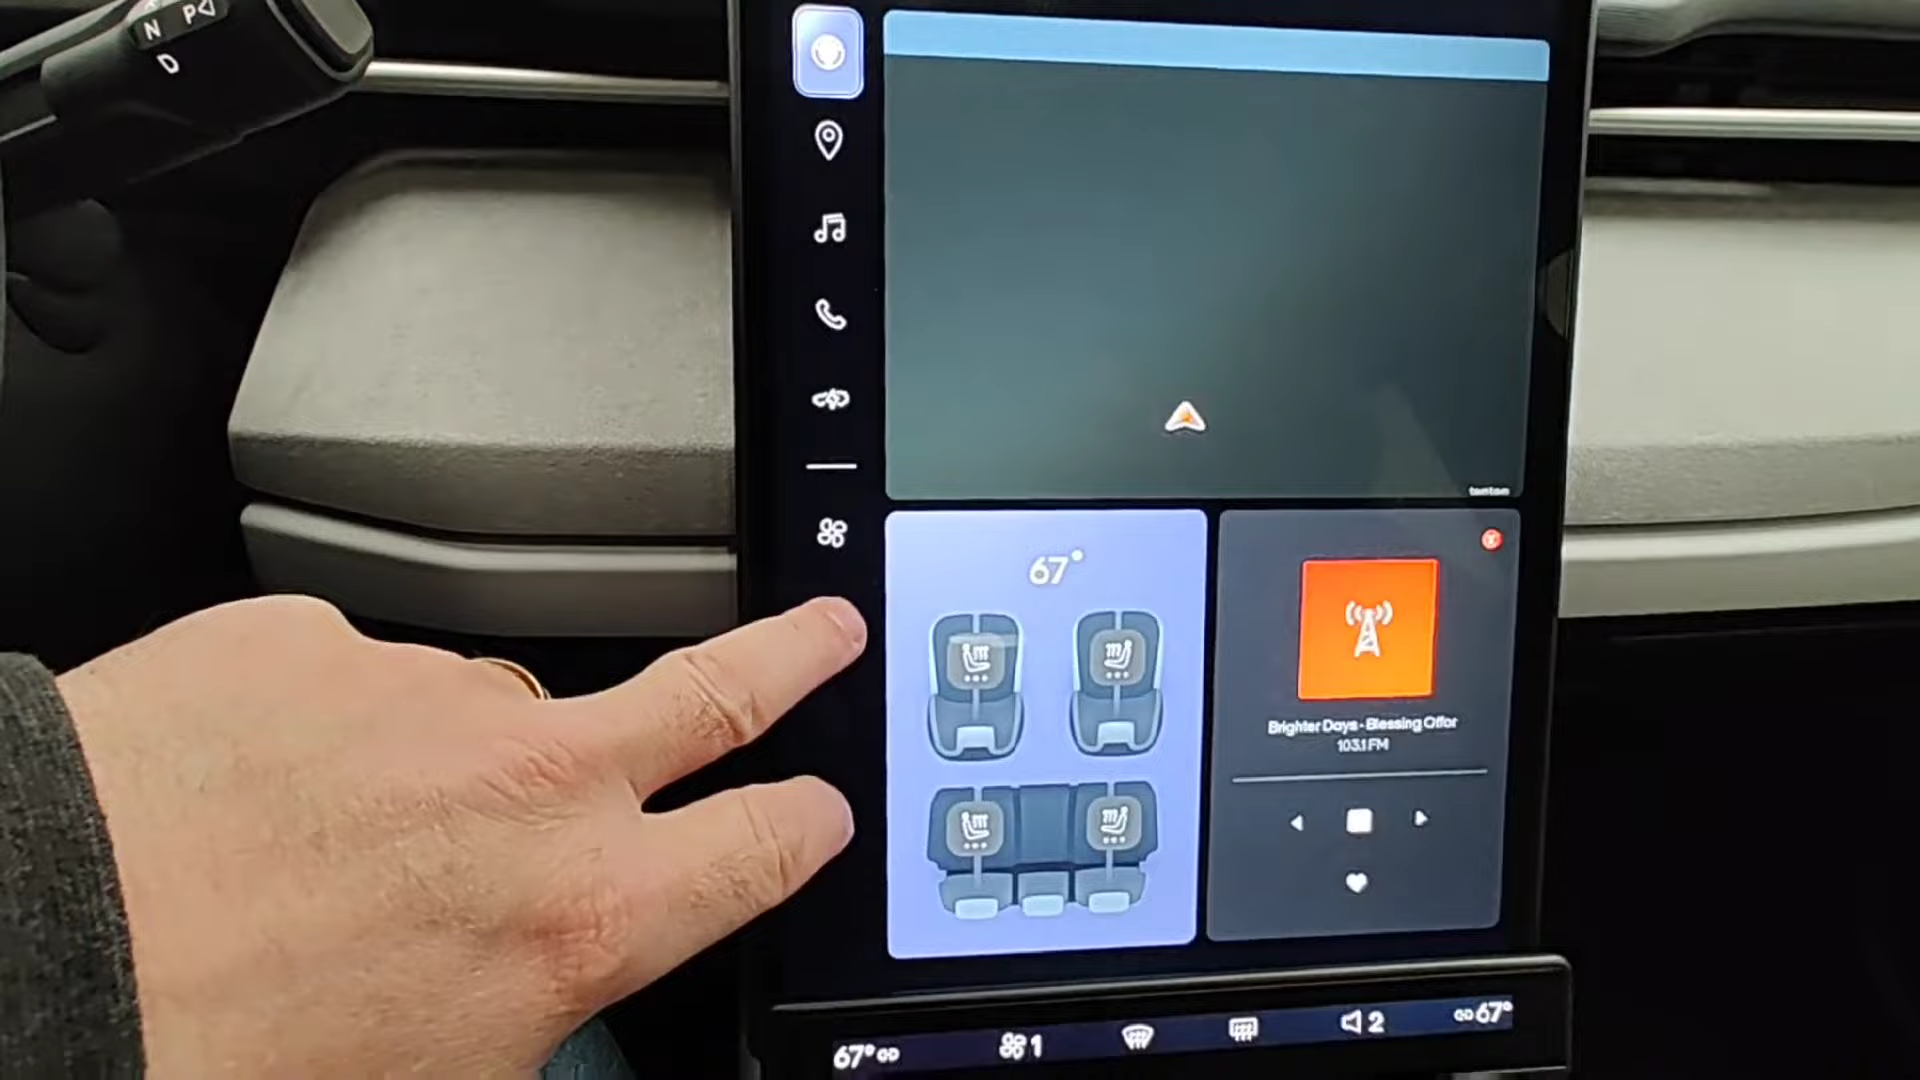 P
N
D
tomtom
67°
Brighter Days - Blessing Offor
103.1 FM
67°
1
2
67°